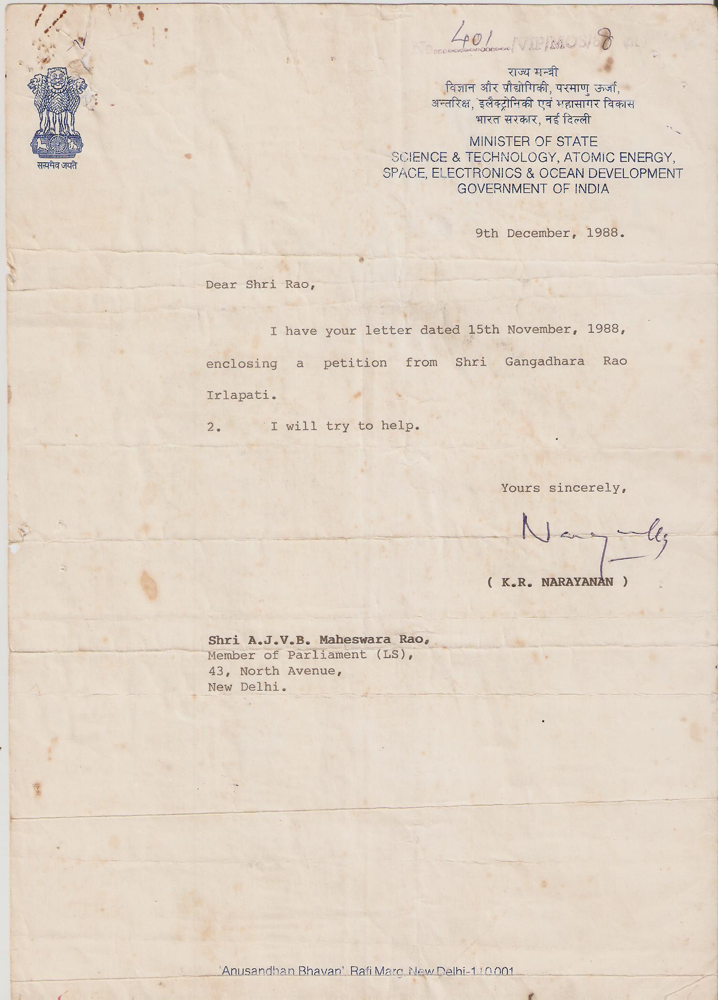 401 /VIP/MOS/88
राज्य मन्त्री
विज्ञान और प्रौद्योगिकी, परमाणु ऊर्जा,
अन्तरिक्ष, इलैक्ट्रोनिकी एवं महासागर विकास
भारत सरकार, नई दिल्ली
MINISTER OF STATE
SCIENCE & TECHNOLOGY, ATOMIC ENERGY,
SPACE, ELECTRONICS & OCEAN DEVELOPMENT
GOVERNMENT OF INDIA
सत्यमेव जयते
9th December, 1988.
Dear Shri Rao,
I have your letter dated 15th November, 1988,
enclosing a petition from Shri Gangadhara Rao
Irlapati.
2. I will try to help.
Yours sincerely,
( K.R. NARAYANAN )
Shri A.J.V.B. Maheswara Rao,
Member of Parliament (LS),
43, North Avenue,
New Delhi.
'Anusandhan Bhavan' Rafi Marg New Delhi-110001